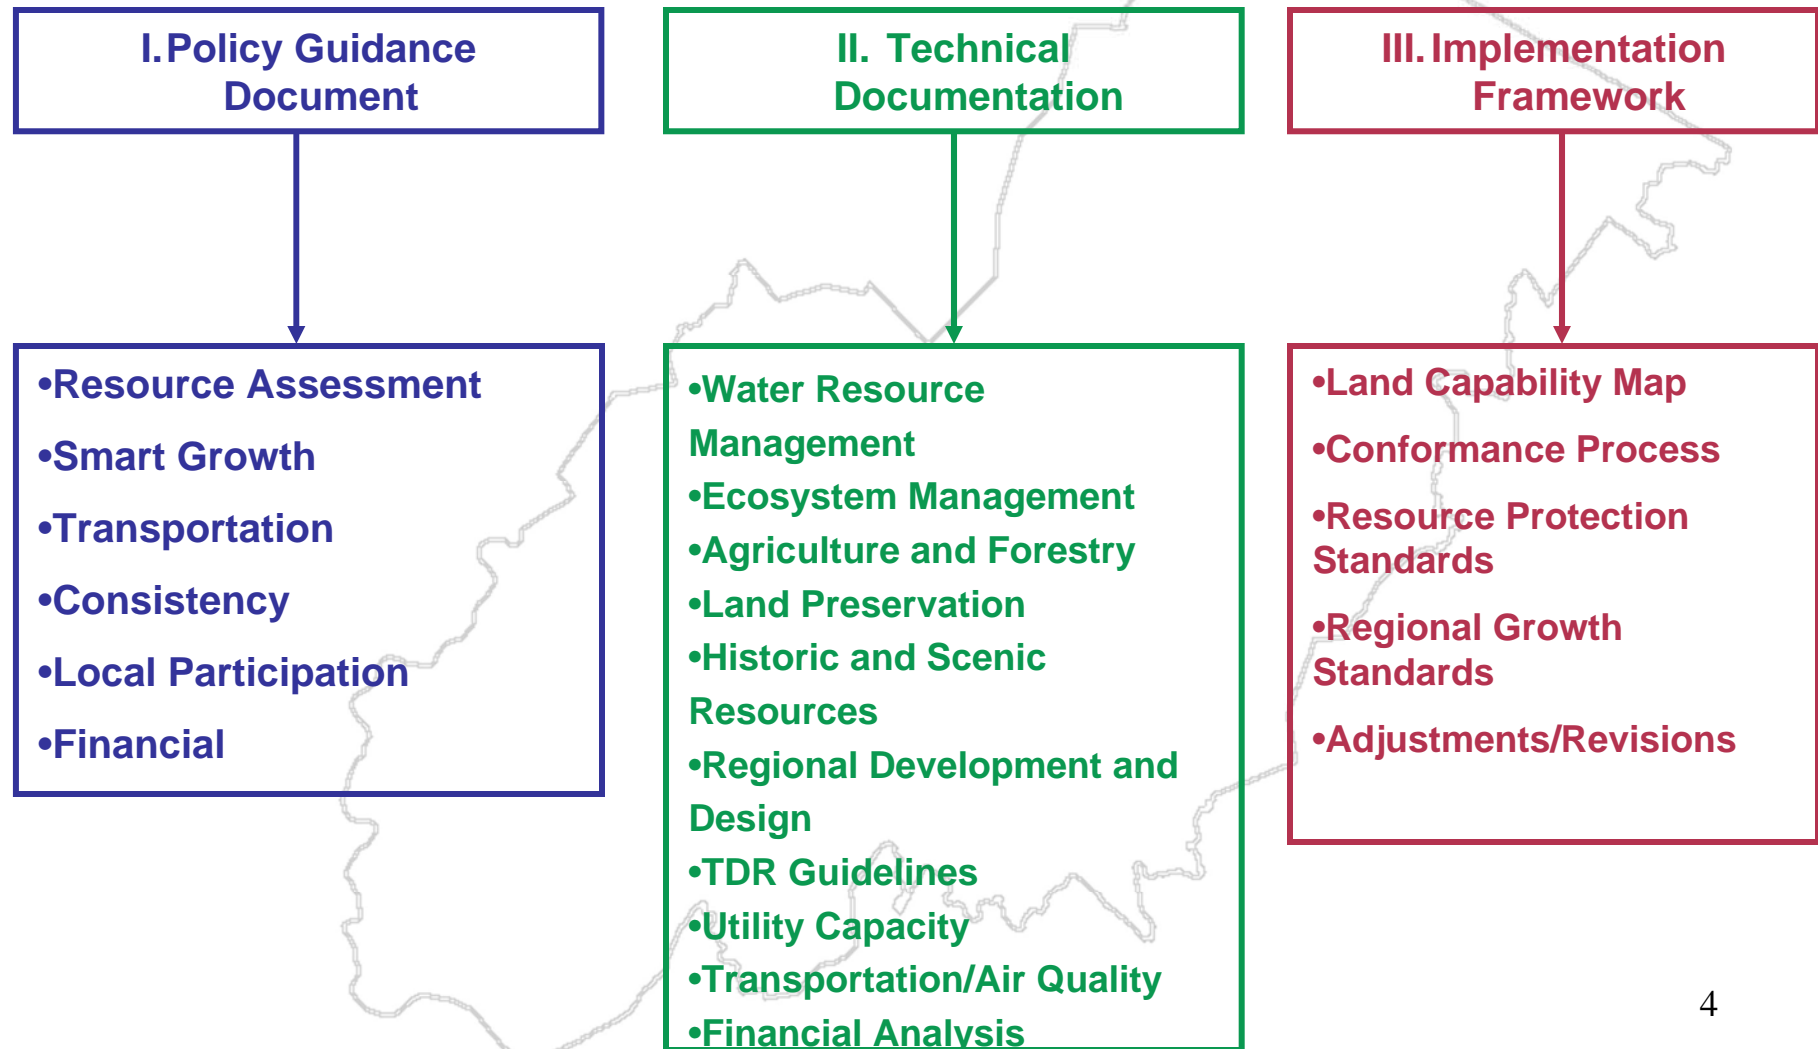 I. Policy Guidance
Document
•Resource Assessment
•Smart Growth
•Transportation
•Consistency
•Local Participation
•Financial
II. Technical
Documentation
•Water Resource
Management
•Ecosystem Management
•Agriculture and Forestry
•Land Preservation
•Historic and Scenic
Resources
•Regional Development and
Design
•TDR Guidelines
•Utility Capacity
•Transportation/Air Quality
•Financial Analysis
III. Implementation
Framework
•Land Capability Map
•Conformance Process
•Resource Protection
Standards
•Regional Growth
Standards
•Adjustments/Revisions
4